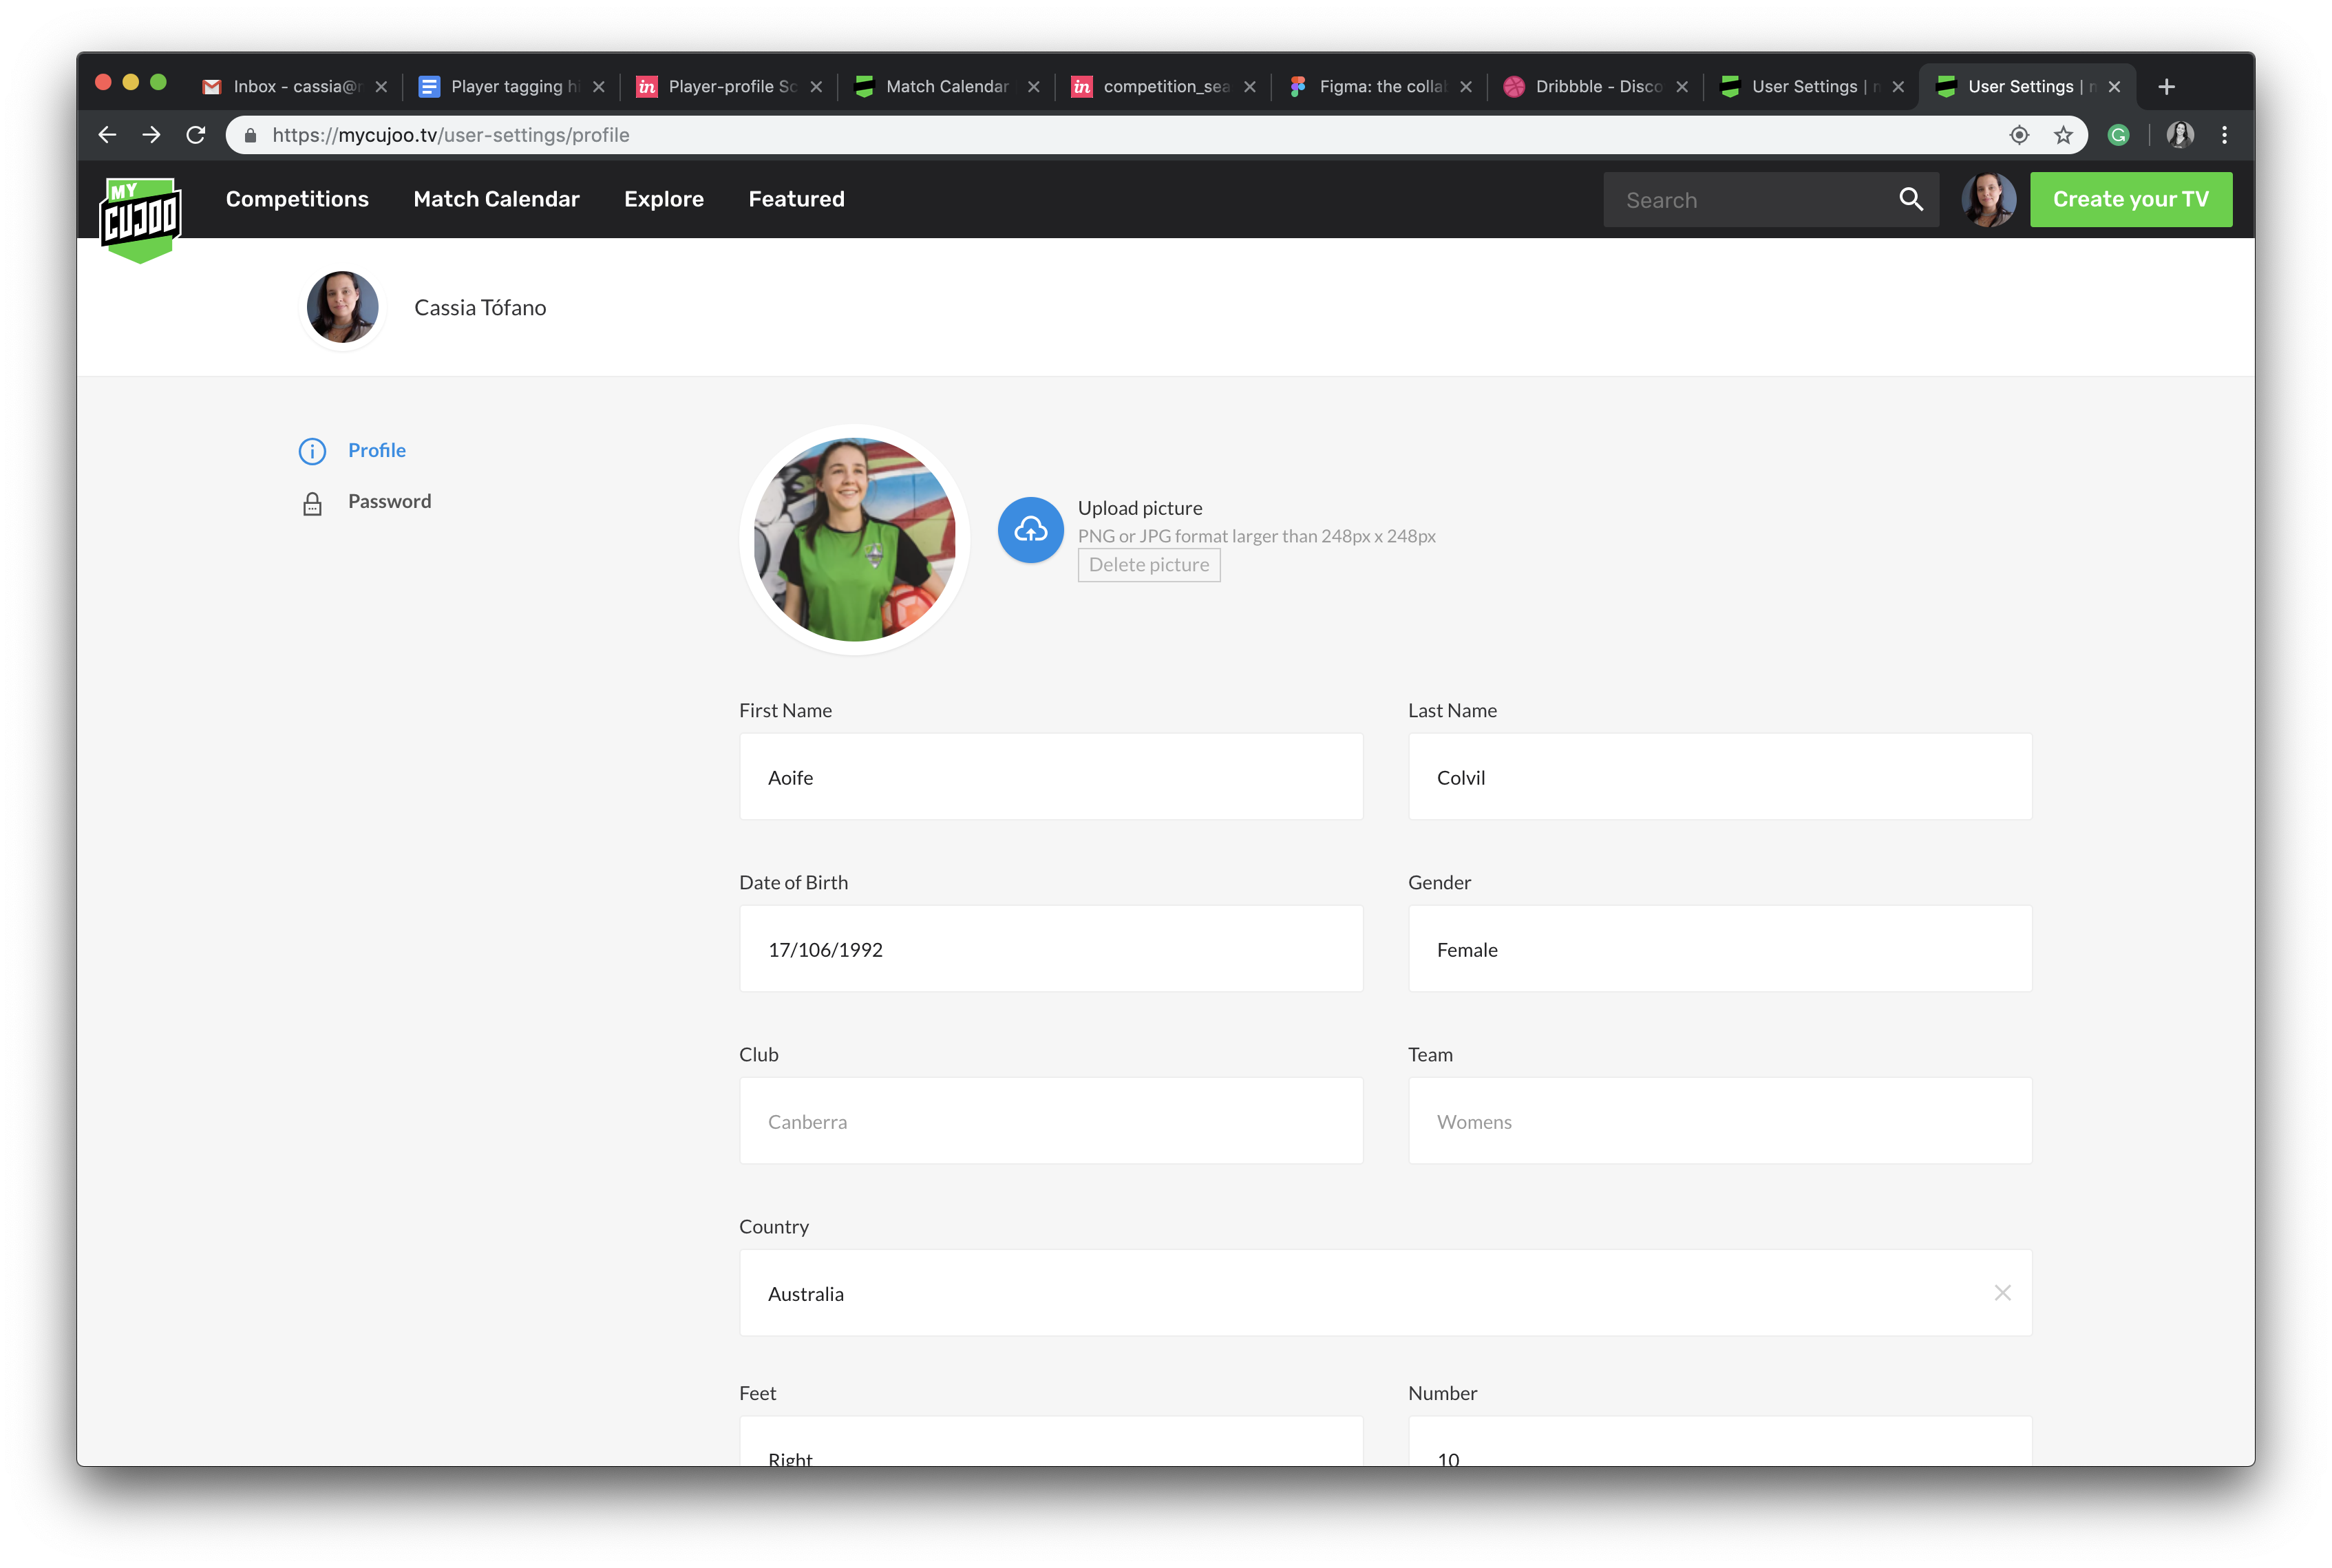 Inbox - cassia@
Player tagging hi
Player-profile Sc
Match Calendar
competition_sea
Figma: the collab
Dribbble - Disco
User Settings |
User Settings |
https://mycujoo.tv/user-settings/profile
MY
CUJOO
Competitions
Match Calendar
Explore
Featured
Search
Create your TV
Cassia Tófano
Profile
Password
Upload picture
PNG or JPG format larger than 248px x 248px
Delete picture
First Name
Last Name
Aoife
Colvil
Date of Birth
Gender
17/106/1992
Female
Club
Team
Canberra
Womens
Country
Australia
Feet
Number
Right
10